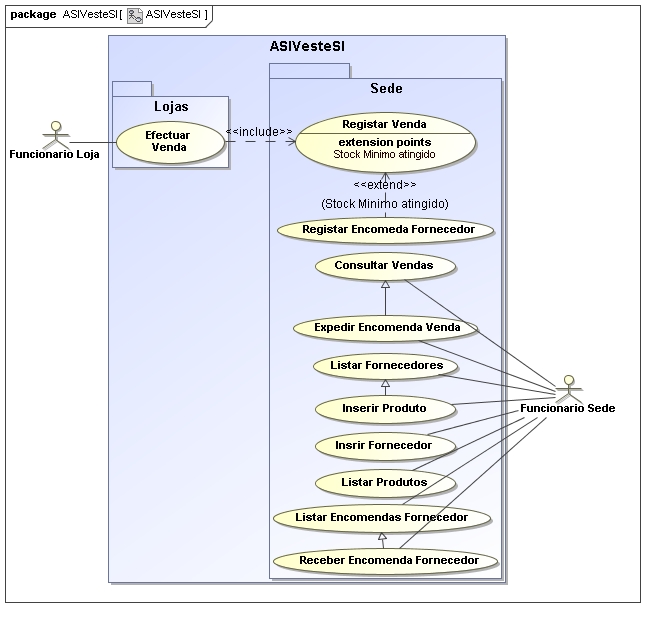 package ASIVesteSI [ ASIVesteSI ]
ASIVesteSI
Sede
Lojas
Registar Venda
extension points
Stock Minimo atingido
Efectuar
Venda
<<include>>
Funcionario Loja
<<extend>>
(Stock Minimo atingido)
Registar Encomeda Fornecedor
Consultar Vendas
Expedir Encomenda Venda
Listar Fornecedores
Inserir Produto
Funcionario Sede
Insrir Fornecedor
Listar Produtos
Listar Encomendas Fornecedor
Receber Encomenda Fornecedor